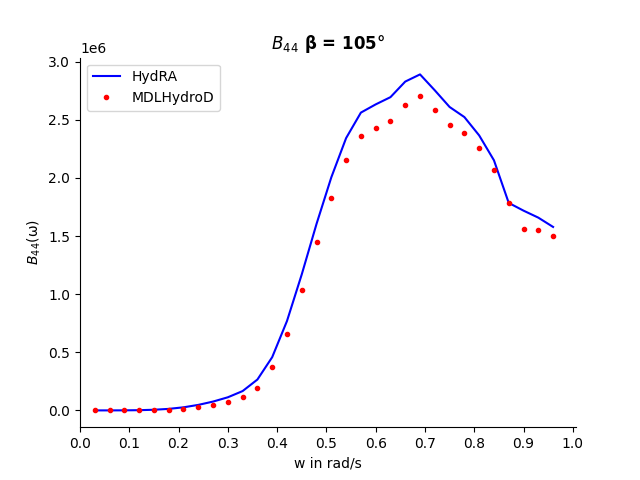 B₄₄ β = 105°
1e6
HydRA
MDLHydroD
3.0
2.5
2.0
1.5
1.0
0.5
0.0
B₄₄(ω)
0.0 0.1 0.2 0.3 0.4 0.5 0.6 0.7 0.8 0.9 1.0
w in rad/s